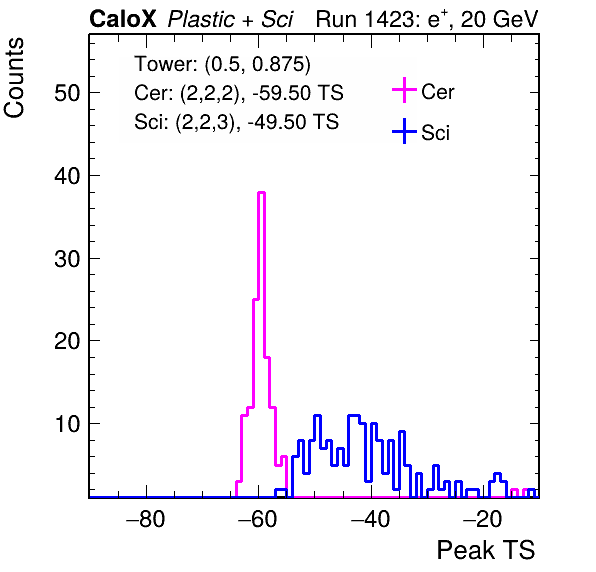 CaloX Plastic + Sci Run 1423: e⁺, 20 GeV
Tower: (0.5, 0.875)
Cer: (2,2,2), -59.50 TS
Sci: (2,2,3), -49.50 TS
Cer
Sci
Counts
50
40
30
20
10
−80 −60 −40 −20
Peak TS